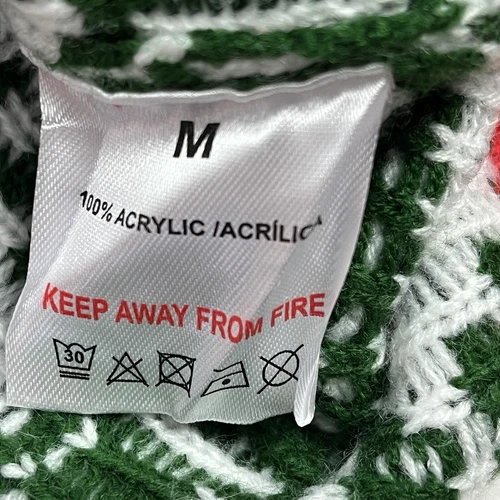 M
100% ACRYLIC /ACRÍLICA
KEEP AWAY FROM FIRE
30